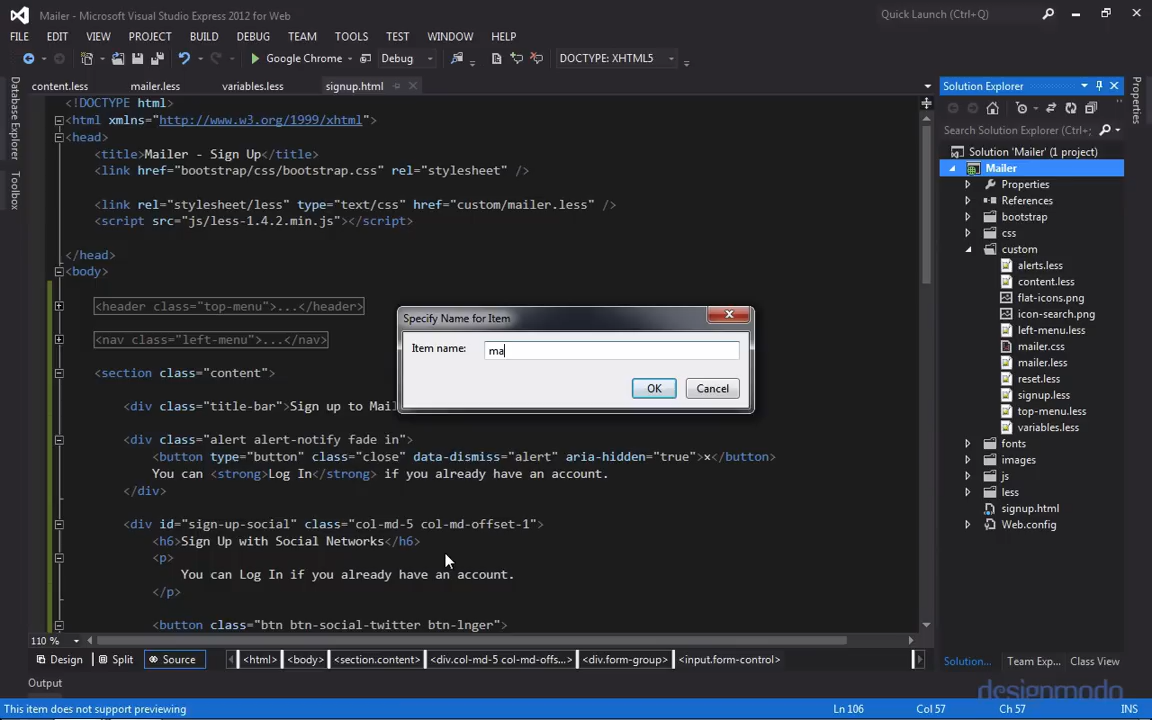 Mailer - Microsoft Visual Studio Express 2012 for Web
Quick Launch (Ctrl+Q)
FILE EDIT VIEW PROJECT BUILD DEBUG TEAM TOOLS TEST WINDOW HELP
Google Chrome Debug DOCTYPE: XHTML5
content.less mailer.less variables.less signup.html
Database Explorer
Toolbox
<!DOCTYPE html>
<html xmlns="http://www.w3.org/1999/xhtml">
<head>
<title>Mailer - Sign Up</title>
<link href="bootstrap/css/bootstrap.css" rel="stylesheet" />
<link rel="stylesheet/less" type="text/css" href="custom/mailer.less" />
<script src="js/less-1.4.2.min.js"></script>
</head>
<body>
<header class="top-menu">...</header>
<nav class="left-menu">...</nav>
<section class="content">
<div class="title-bar">Sign up to Mai
<div class="alert alert-notify fade in">
<button type="button" class="close" data-dismiss="alert" aria-hidden="true">×</button>
You can <strong>Log In</strong> if you already have an account.
</div>
<div id="sign-up-social" class="col-md-5 col-md-offset-1">
<h6>Sign Up with Social Networks</h6>
<p>
You can Log In if you already have an account.
</p>
<button class="btn btn-social-twitter btn-lnger">
Specify Name for Item
Item name: ma
OK Cancel
Solution Explorer
Properties
Search Solution Explorer (Ctrl+;
Solution 'Mailer' (1 project)
Mailer
Properties
References
bootstrap
css
custom
alerts.less
content.less
flat-icons.png
icon-search.png
left-menu.less
mailer.css
mailer.less
reset.less
signup.less
top-menu.less
variables.less
fonts
images
js
less
signup.html
Web.config
110 %
Design Split Source <html> <body> <section.content> <div.col-md-5 col-md-offs...> <div.form-group> <input.form-control>
Solution... Team Exp... Class View
Output
designmodo
This item does not support previewing Ln 106 Col 57 Ch 57 INS